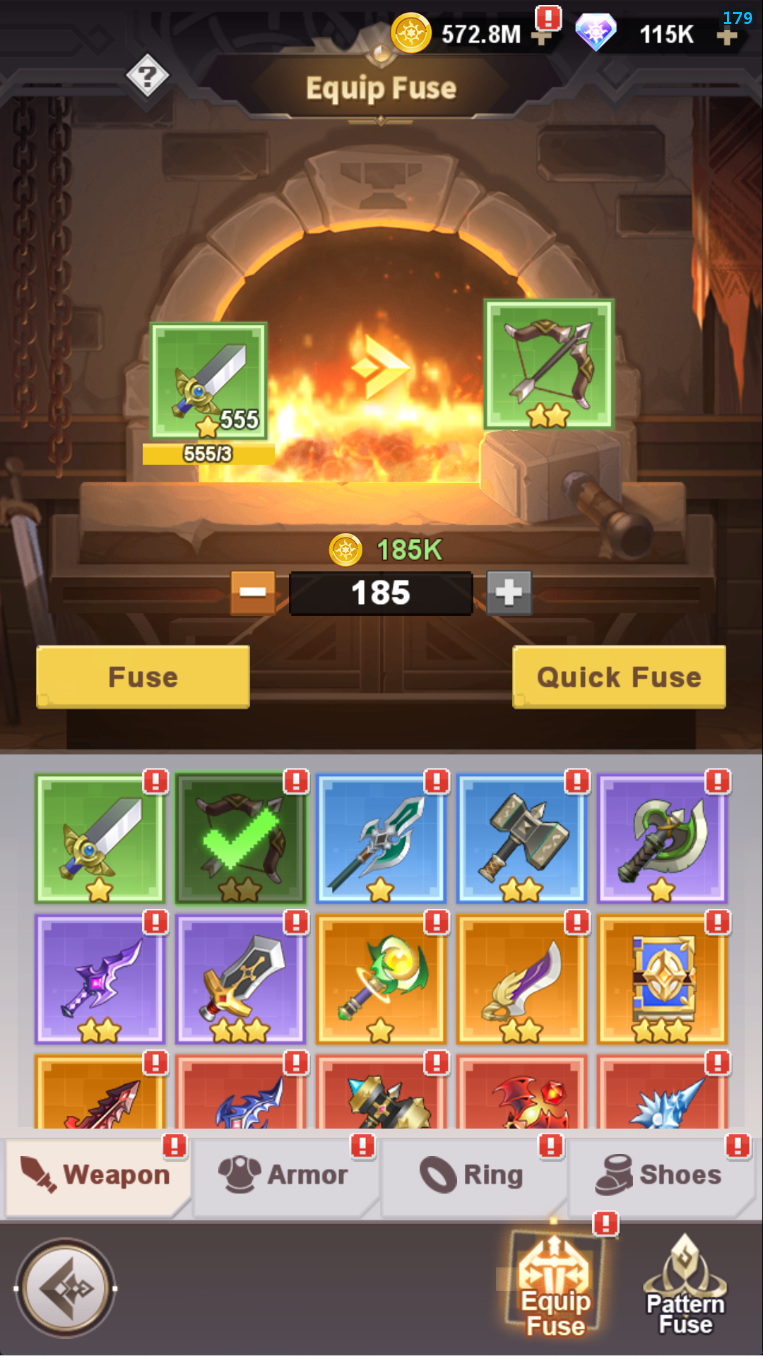 179
572.8M
115K
?
Equip Fuse
555
555/3
185K
185
Fuse
Quick Fuse
Weapon
Armor
Ring
Shoes
Equip
Fuse
Pattern
Fuse